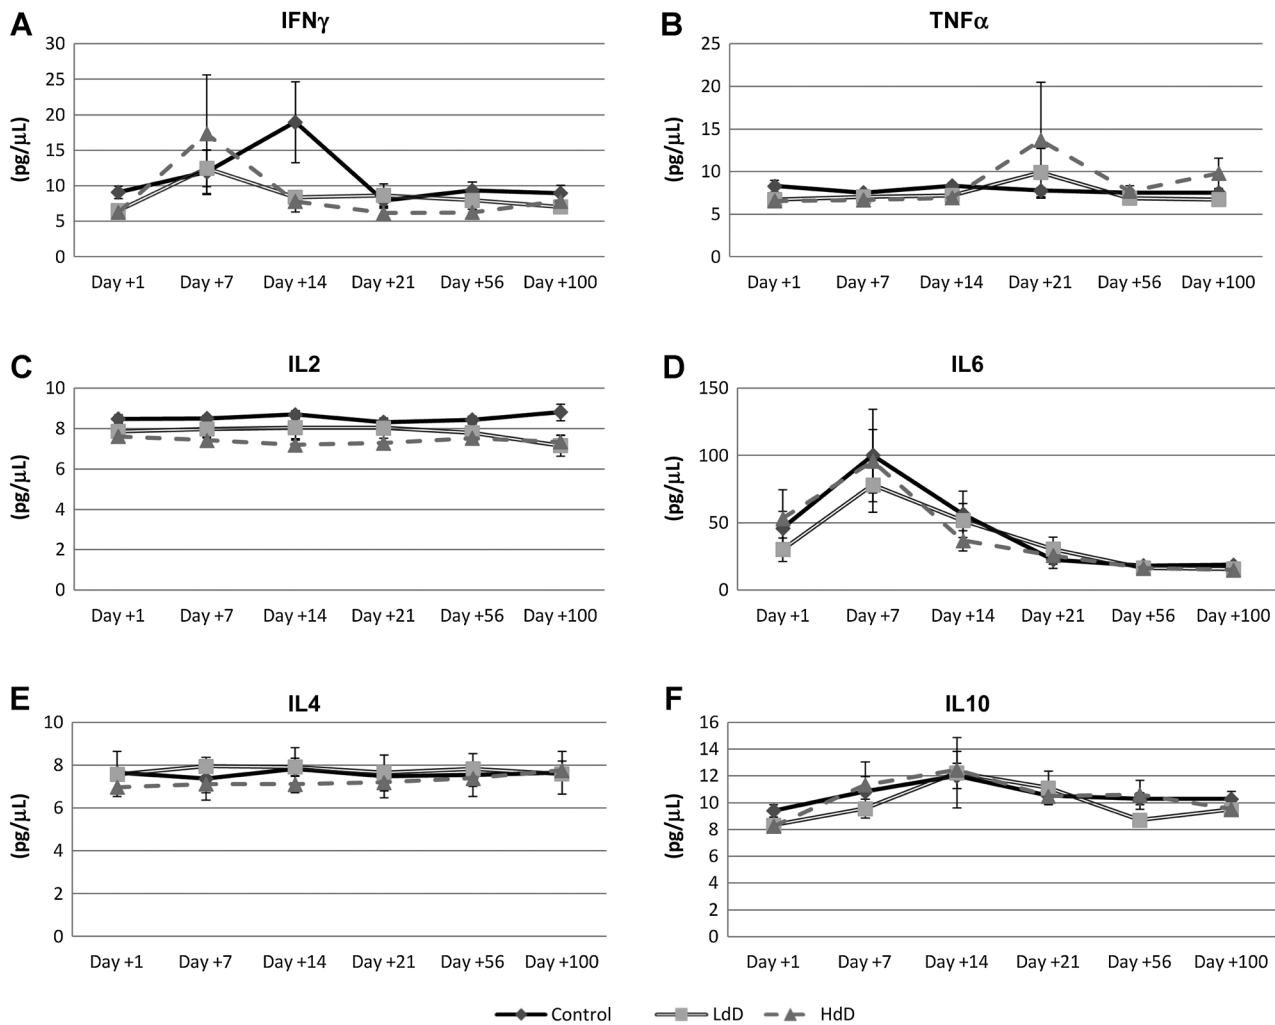 A IFNγ
(pg/μL)
30
25
20
15
10
5
0
Day +1 Day +7 Day +14 Day +21 Day +56 Day +100
B TNFα
(pg/μL)
25
20
15
10
5
0
Day +1 Day +7 Day +14 Day +21 Day +56 Day +100
C IL2
(pg/μL)
10
8
6
4
2
0
Day +1 Day +7 Day +14 Day +21 Day +56 Day +100
D IL6
(pg/μL)
150
100
50
0
Day +1 Day +7 Day +14 Day +21 Day +56 Day +100
E IL4
(pg/μL)
10
8
6
4
2
0
Day +1 Day +7 Day +14 Day +21 Day +56 Day +100
F IL10
(pg/μL)
16
14
12
10
8
6
4
2
0
Day +1 Day +7 Day +14 Day +21 Day +56 Day +100
Control LdD HdD